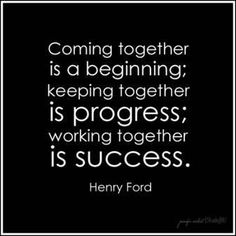 Coming together
is a beginning;
keeping together
is progress;
working together
is success.
Henry Ford